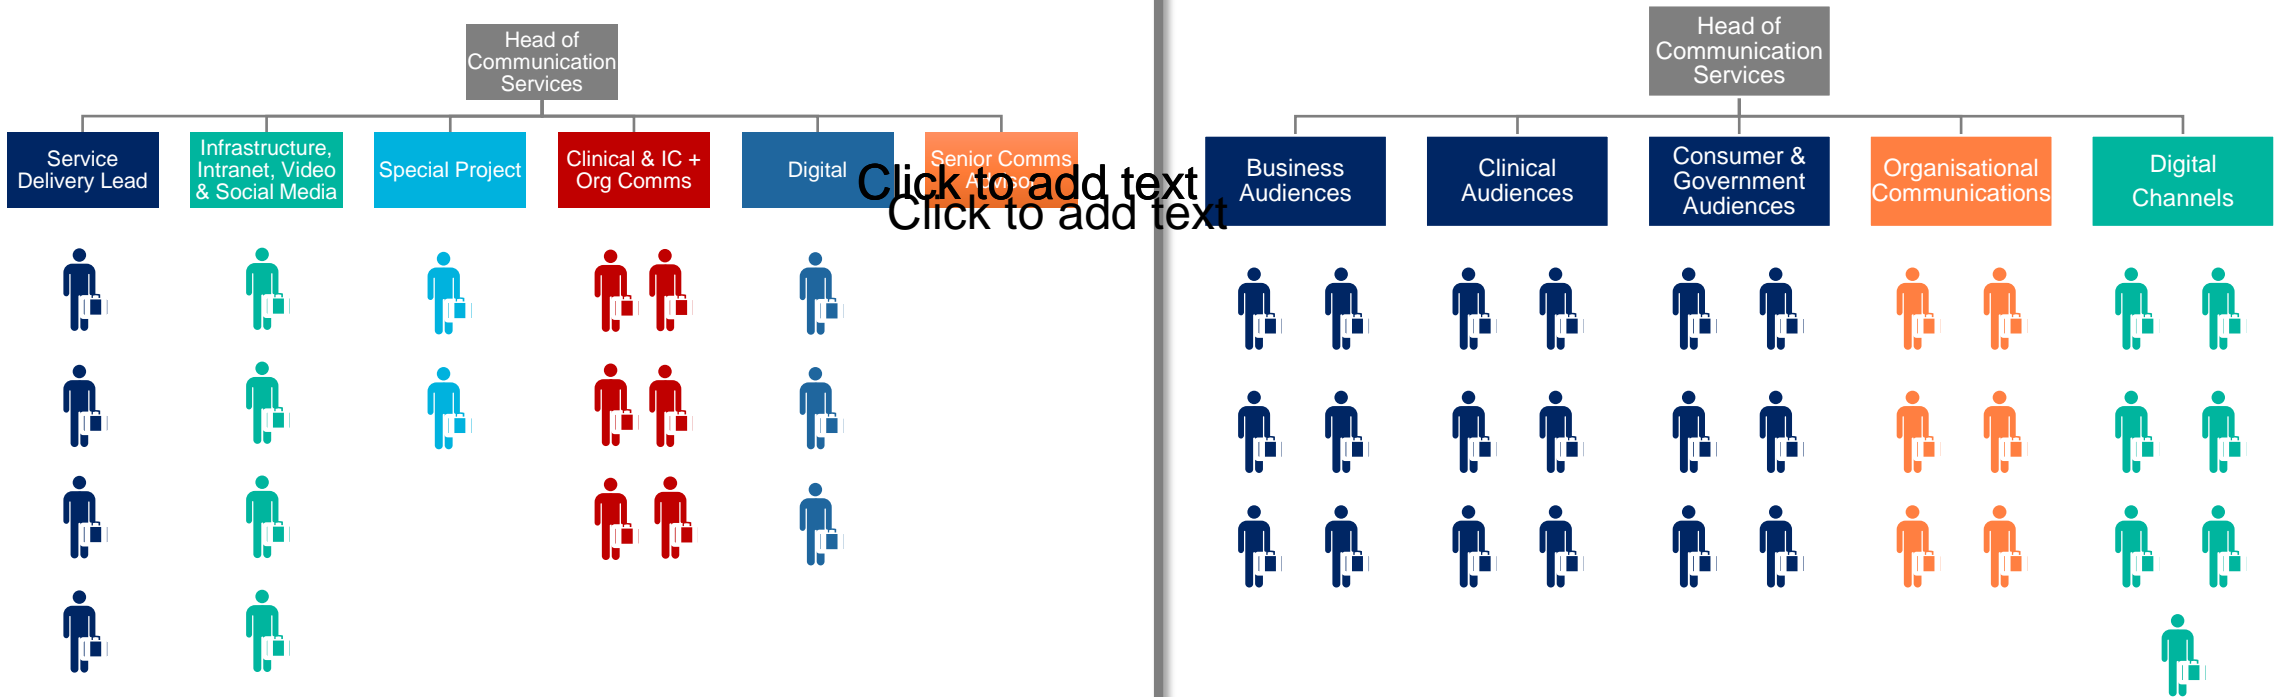 Head of
Communication
Services
Service
Delivery Lead
Infrastructure,
Intranet, Video
& Social Media
Special Project
Clinical & IC +
Org Comms
Digital
Senior Comms
Advisor
Click to add text
Click to add text
Head of
Communication
Services
Business
Audiences
Clinical
Audiences
Consumer &
Government
Audiences
Organisational
Communications
Digital
Channels